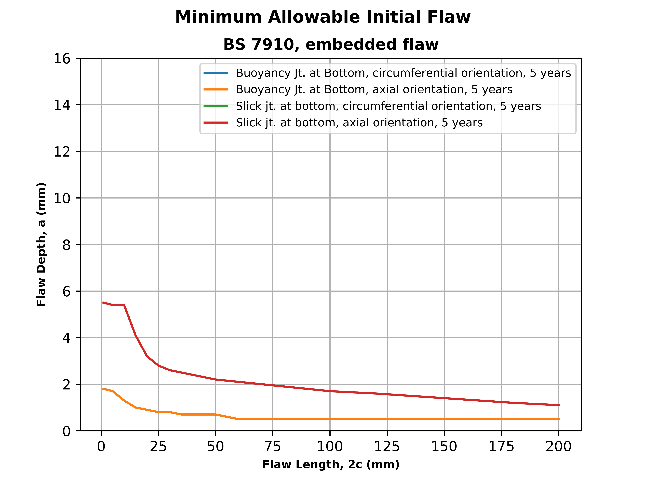 Minimum Allowable Initial Flaw
BS 7910, embedded flaw
Buoyancy Jt. at Bottom, circumferential orientation, 5 years
Buoyancy Jt. at Bottom, axial orientation, 5 years
Slick jt. at bottom, circumferential orientation, 5 years
Slick jt. at bottom, axial orientation, 5 years
Flaw Depth, a (mm)
16
14
12
10
8
6
4
2
0
0 25 50 75 100 125 150 175 200
Flaw Length, 2c (mm)